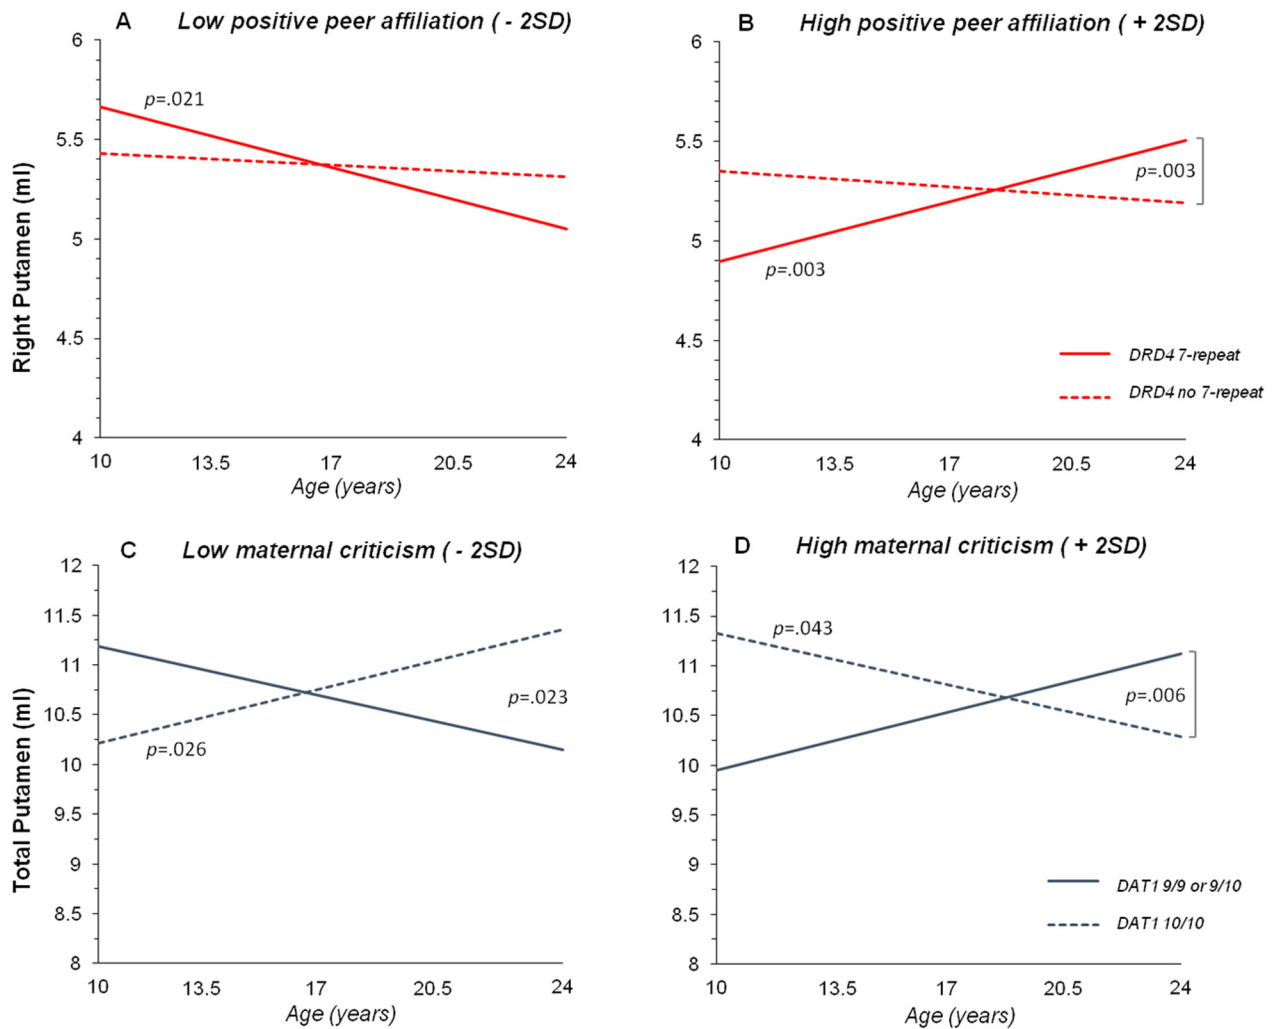 A Low positive peer affiliation ( - 2SD)
Right Putamen (ml)
6
5.5
5
4.5
4
p=.021
10 13.5 17 20.5 24
Age (years)
B High positive peer affiliation ( + 2SD)
6
5.5
5
4.5
4
p=.003
p=.003
DRD4 7-repeat
DRD4 no 7-repeat
10 13.5 17 20.5 24
Age (years)
C Low maternal criticism ( - 2SD)
Total Putamen (ml)
12
11.5
11
10.5
10
9.5
9
8.5
8
p=.023
p=.026
10 13.5 17 20.5 24
Age (years)
D High maternal criticism ( + 2SD)
12
11.5
11
10.5
10
9.5
9
8.5
8
p=.043
p=.006
DAT1 9/9 or 9/10
DAT1 10/10
10 13.5 17 20.5 24
Age (years)